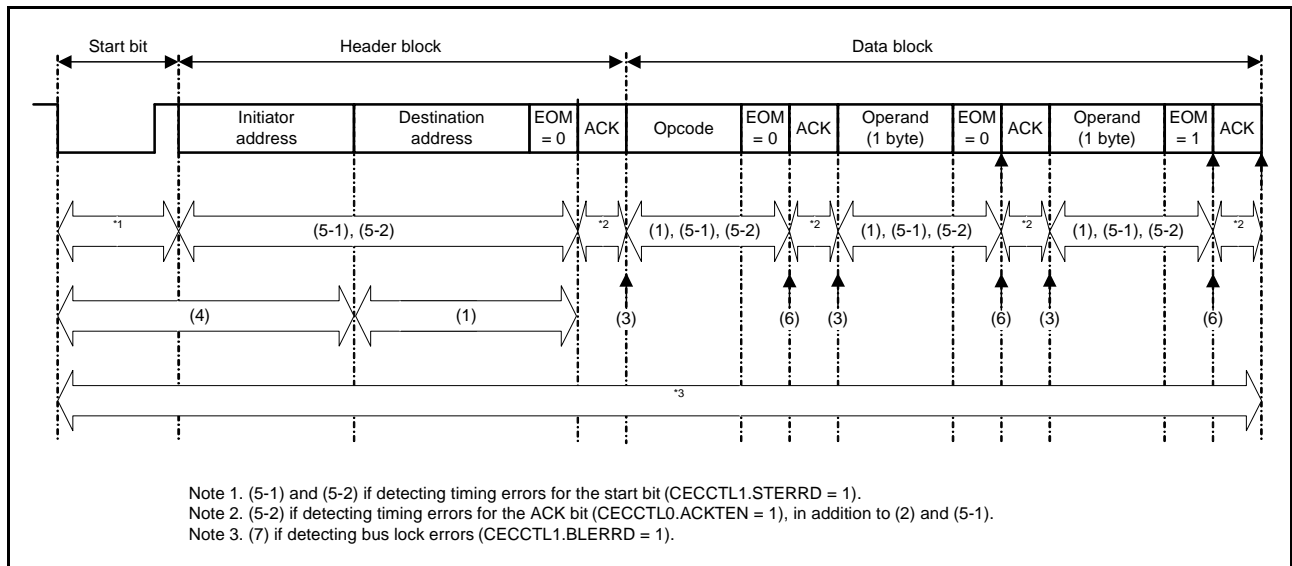 Start bit
Header block
Data block
Initiator
address
Destination
address
EOM
= 0
ACK
Opcode
EOM
= 0
ACK
Operand
(1 byte)
EOM
= 0
ACK
Operand
(1 byte)
EOM
= 1
ACK
*1
(5-1), (5-2)
*2
(1), (5-1), (5-2)
*2
(1), (5-1), (5-2)
*2
(1), (5-1), (5-2)
*2
(4)
(1)
(3)
(6)
(3)
(6)
(3)
(6)
*3
Note 1. (5-1) and (5-2) if detecting timing errors for the start bit (CECCTL1.STERRD = 1).
Note 2. (5-2) if detecting timing errors for the ACK bit (CECCTL0.ACKTEN = 1), in addition to (2) and (5-1).
Note 3. (7) if detecting bus lock errors (CECCTL1.BLERRD = 1).